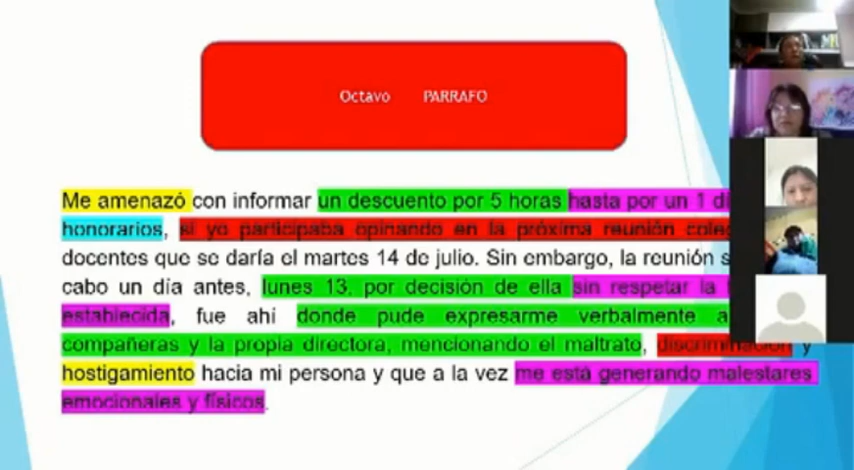 Octavo PARRAFO
Me amenazó con informar un descuento por 5 horas hasta por un 1
honorarios, si yo participaba opinando en la próxima reunión
docentes que se daría el martes 14 de julio. Sin embargo, la reunión
cabo un día antes, lunes 13, por decisión de ella sin respetar la
establecida, fue ahí donde pude expresarme verbalmente
compañeras y la propia directora, mencionando el maltrato, discriminación y
hostigamiento hacia mi persona y que a la vez me está generando malestares
emocionales y físicos.